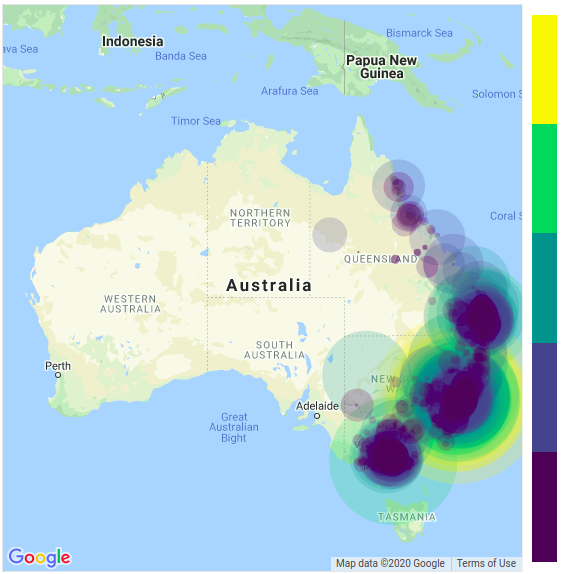 Indonesia
Bismarck Sea
ava Sea
Banda Sea
Papua New
Guinea
Arafura Sea
Solomon S
Timor Sea
Coral S
NORTHERN
TERRITORY
QUEENSLAND
Australia
WESTERN
AUSTRALIA
SOUTH
AUSTRALIA
Perth
NEW
W
Adelaide
Great
Australian
Bight
TASMANIA
Google
Map data ©2020 Google
Terms of Use